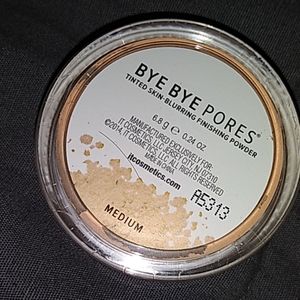 BYE BYE PORES®
TINTED SKIN-BLURRING FINISHING POWDER
6.8 g ℮ 0.24 oz
MANUFACTURED EXCLUSIVELY FOR:
IT COSMETICS, LLC JERSEY CITY, NJ 07310
©2014, IT COSMETICS, LLC. ALL RIGHTS RESERVED
MADE IN CHINA
itcosmetics.com
A5313
MEDIUM